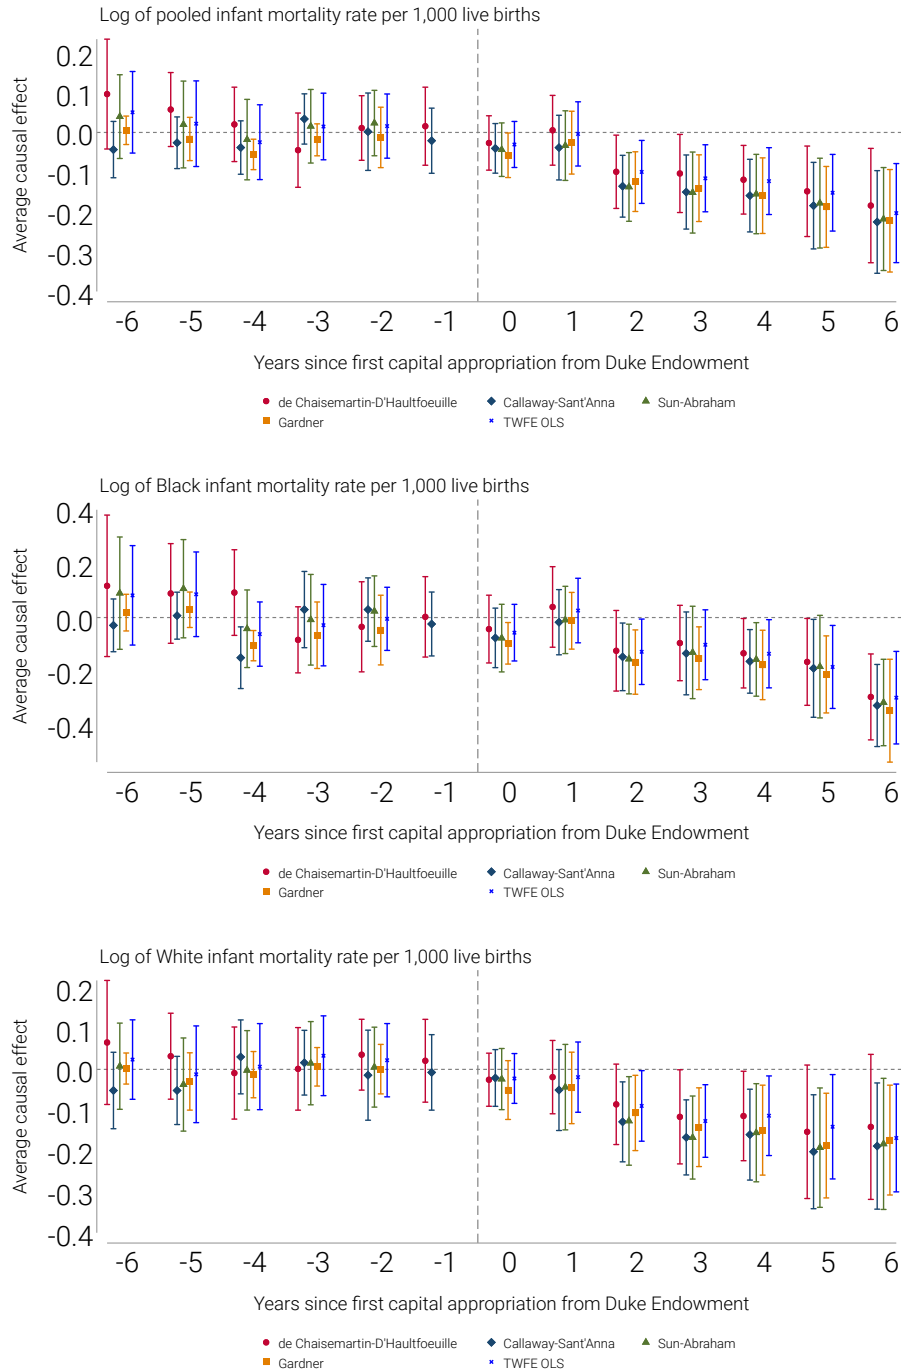 Log of pooled infant mortality rate per 1,000 live births
Average causal effect
0.2
0.1
0.0
-0.1
-0.2
-0.3
-0.4
-6 -5 -4 -3 -2 -1 0 1 2 3 4 5 6
Years since first capital appropriation from Duke Endowment
de Chaisemartin-D'Haultfoeuille Callaway-Sant'Anna Sun-Abraham
Gardner TWFE OLS
Log of Black infant mortality rate per 1,000 live births
Average causal effect
0.4
0.2
0.0
-0.2
-0.4
-6 -5 -4 -3 -2 -1 0 1 2 3 4 5 6
Years since first capital appropriation from Duke Endowment
de Chaisemartin-D'Haultfoeuille Callaway-Sant'Anna Sun-Abraham
Gardner TWFE OLS
Log of White infant mortality rate per 1,000 live births
Average causal effect
0.2
0.1
0.0
-0.1
-0.2
-0.3
-0.4
-6 -5 -4 -3 -2 -1 0 1 2 3 4 5 6
Years since first capital appropriation from Duke Endowment
de Chaisemartin-D'Haultfoeuille Callaway-Sant'Anna Sun-Abraham
Gardner TWFE OLS